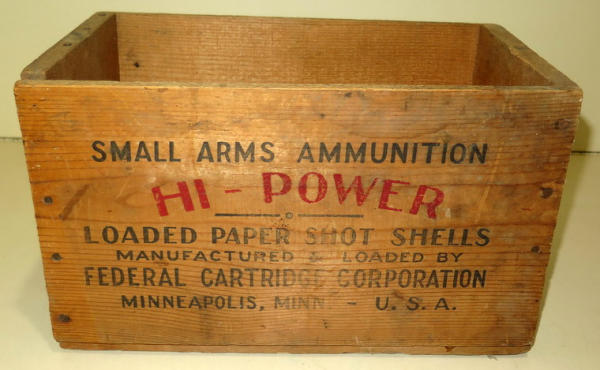 SMALL ARMS AMMUNITION
HI-POWER
LOADED PAPER SHOT SHELLS
MANUFACTURED & LOADED BY
FEDERAL CARTRIDGE CORPORATION
MINNEAPOLIS, MINN. - U.S.A.